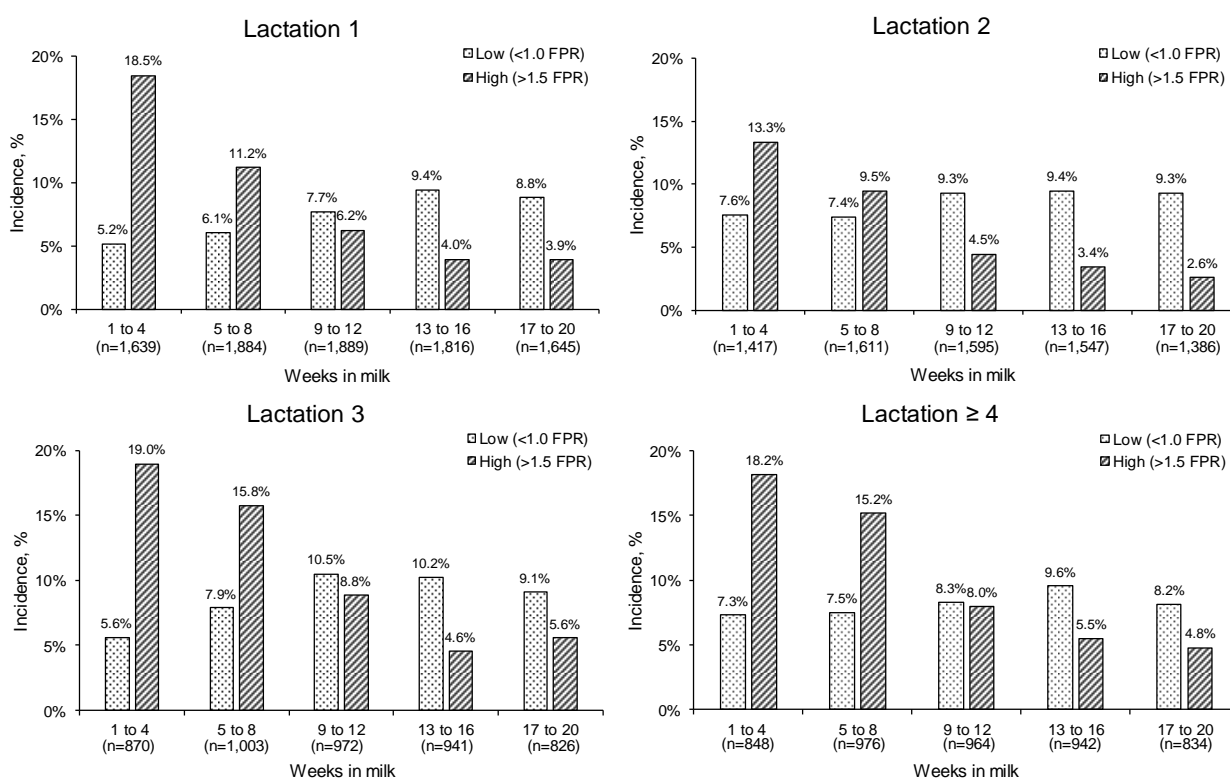 Lactation 1
Low (<1.0 FPR)
High (>1.5 FPR)
Incidence, %
20%
15%
10%
5%
0%
5.2%
18.5%
6.1%
11.2%
7.7%
6.2%
9.4%
4.0%
8.8%
3.9%
1 to 4
5 to 8
9 to 12
13 to 16
17 to 20
(n=1,639)
(n=1,884)
(n=1,889)
(n=1,816)
(n=1,645)
Weeks in milk
Lactation 2
Low (<1.0 FPR)
High (>1.5 FPR)
Incidence, %
20%
15%
10%
5%
0%
7.6%
13.3%
7.4%
9.5%
9.3%
4.5%
9.4%
3.4%
9.3%
2.6%
1 to 4
5 to 8
9 to 12
13 to 16
17 to 20
(n=1,417)
(n=1,611)
(n=1,595)
(n=1,547)
(n=1,386)
Weeks in milk
Lactation 3
Low (<1.0 FPR)
High (>1.5 FPR)
Incidence, %
20%
15%
10%
5%
0%
5.6%
19.0%
7.9%
15.8%
10.5%
8.8%
10.2%
4.6%
9.1%
5.6%
1 to 4
5 to 8
9 to 12
13 to 16
17 to 20
(n=870)
(n=1,003)
(n=972)
(n=941)
(n=826)
Weeks in milk
Lactation ≥ 4
Low (<1.0 FPR)
High (>1.5 FPR)
Incidence, %
20%
15%
10%
5%
0%
7.3%
18.2%
7.5%
15.2%
8.3%
8.0%
9.6%
5.5%
8.2%
4.8%
1 to 4
5 to 8
9 to 12
13 to 16
17 to 20
(n=848)
(n=976)
(n=964)
(n=942)
(n=834)
Weeks in milk